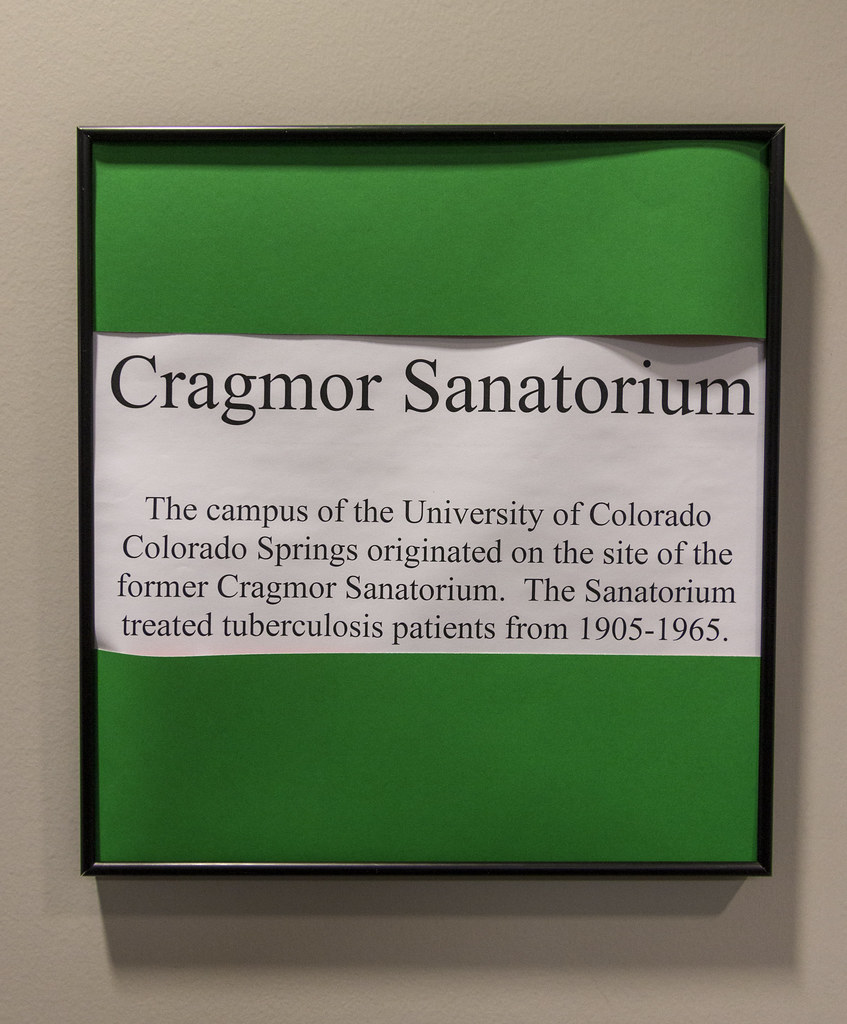 Cragmor Sanatorium
The campus of the University of Colorado
Colorado Springs originated on the site of the
former Cragmor Sanatorium.  The Sanatorium
treated tuberculosis patients from 1905-1965.